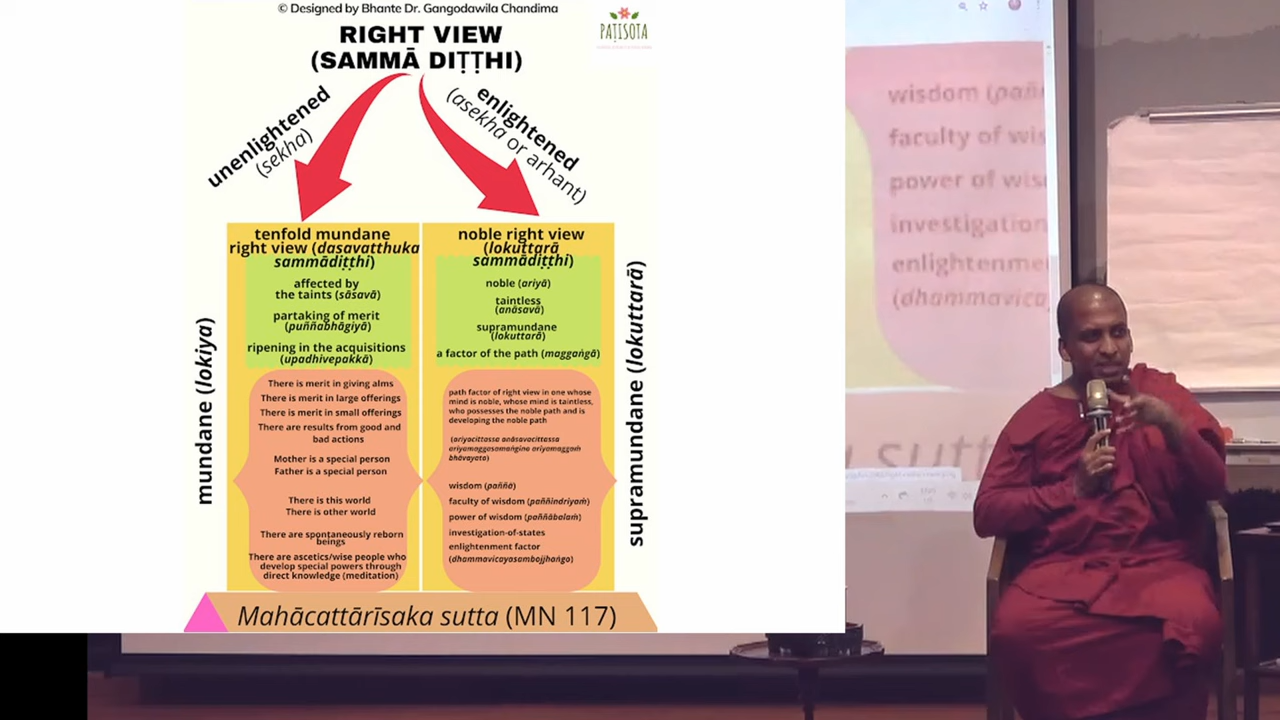 © Designed by Bhante Dr. Gangodawila Chandima
PAṬISOTA
RIGHT VIEW
(SAMMĀ DIṬṬHI)
unenlightened
(sekha)
enlightened
(asekha or arhant)
mundane (lokiya)
tenfold mundane
right view (dasavatthuka
sammādiṭṭhi)
affected by
the taints (sāsavā)
partaking of merit
(puññabhāgiyā)
ripening in the acquisitions
(upadhivepakkā)
There is merit in giving alms
There is merit in large offerings
There is merit in small offerings
There are results from good and
bad actions
Mother is a special person
Father is a special person
There is this world
There is other world
There are spontaneously reborn
beings
There are ascetics/wise people who
develop special powers through
direct knowledge (meditation)
noble right view
(lokuttarā
sammādiṭṭhi)
noble (ariyā)
taintless
(anāsavā)
supramundane
(lokuttarā)
a factor of the path (maggaṅgā)
path factor of right view in one whose
mind is noble, whose mind is taintless,
who possesses the noble path and is
developing the noble path
(ariyacittassa anāsavacittassa
ariyamaggasamaṅgino ariyamaggaṁ
bhāvayato)
wisdom (paññā)
faculty of wisdom (paññindriyaṁ)
power of wisdom (paññābalaṁ)
investigation-of-states
enlightenment factor
(dhammavicayasambojjhaṅgo)
supramundane (lokuttarā)
Mahācattārīsaka sutta (MN 117)
wisdom (pañ
faculty of wis
power of wis
investigation
enlightenme
(dhammavica
sutt